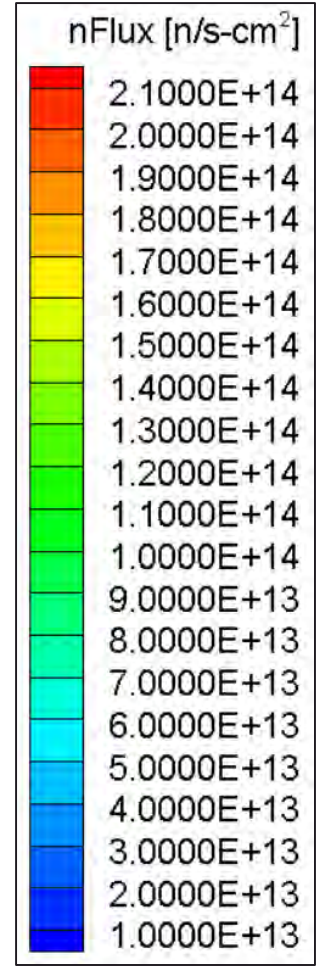 nFlux [n/s-cm²]
2.1000E+14
2.0000E+14
1.9000E+14
1.8000E+14
1.7000E+14
1.6000E+14
1.5000E+14
1.4000E+14
1.3000E+14
1.2000E+14
1.1000E+14
1.0000E+14
9.0000E+13
8.0000E+13
7.0000E+13
6.0000E+13
5.0000E+13
4.0000E+13
3.0000E+13
2.0000E+13
1.0000E+13